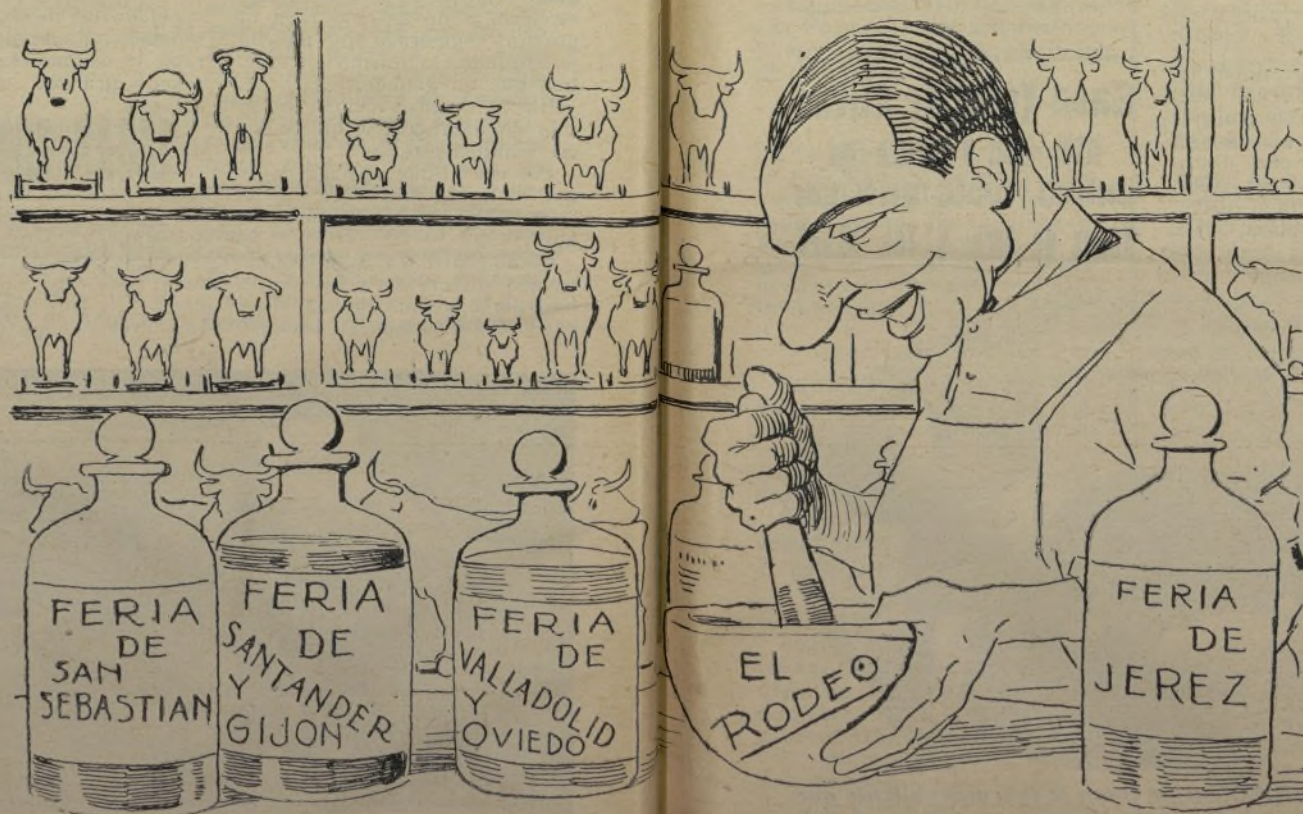 FERIA
DE
SAN
SEBASTIAN
FERIA
DE
SANTANDER
Y
GIJON
FERIA
DE
VALLADOLID
Y
OVIEDO
EL
RODEO
FERIA
DE
JEREZ